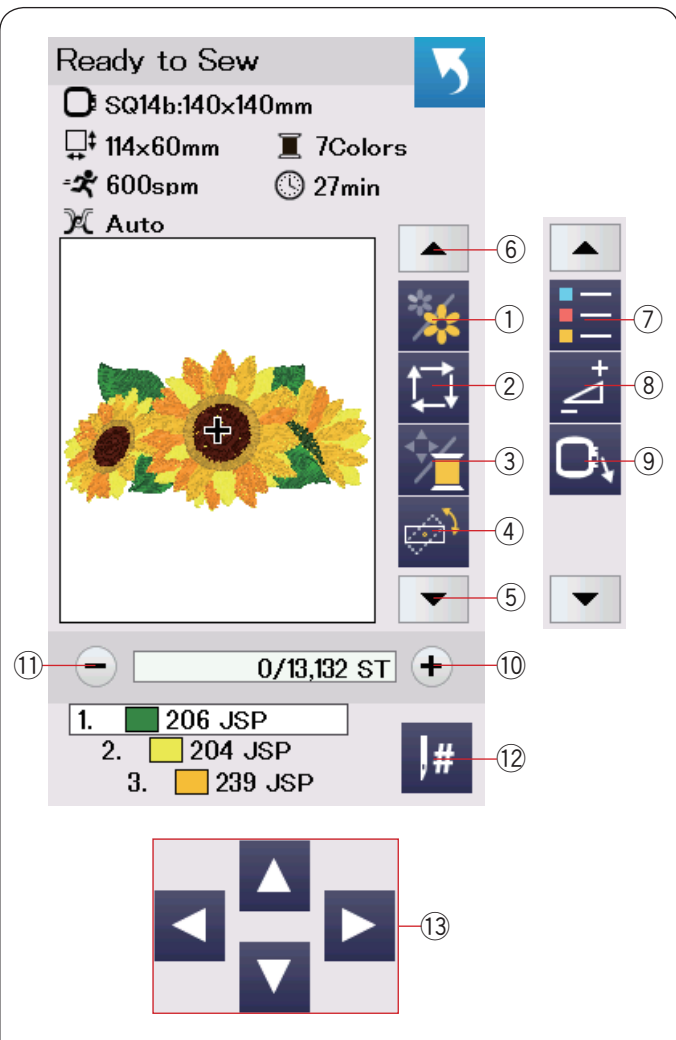 Ready to Sew
SQ14b:140x140mm
114x60mm 7Colors
600spm 27min
Auto
⑥
① ⑦
② ⑧
③ ⑨
④
⑤
⑪ − 0/13,132 ST + ⑩
1. 206 JSP
2. 204 JSP
3. 239 JSP
# ⑫
⑬